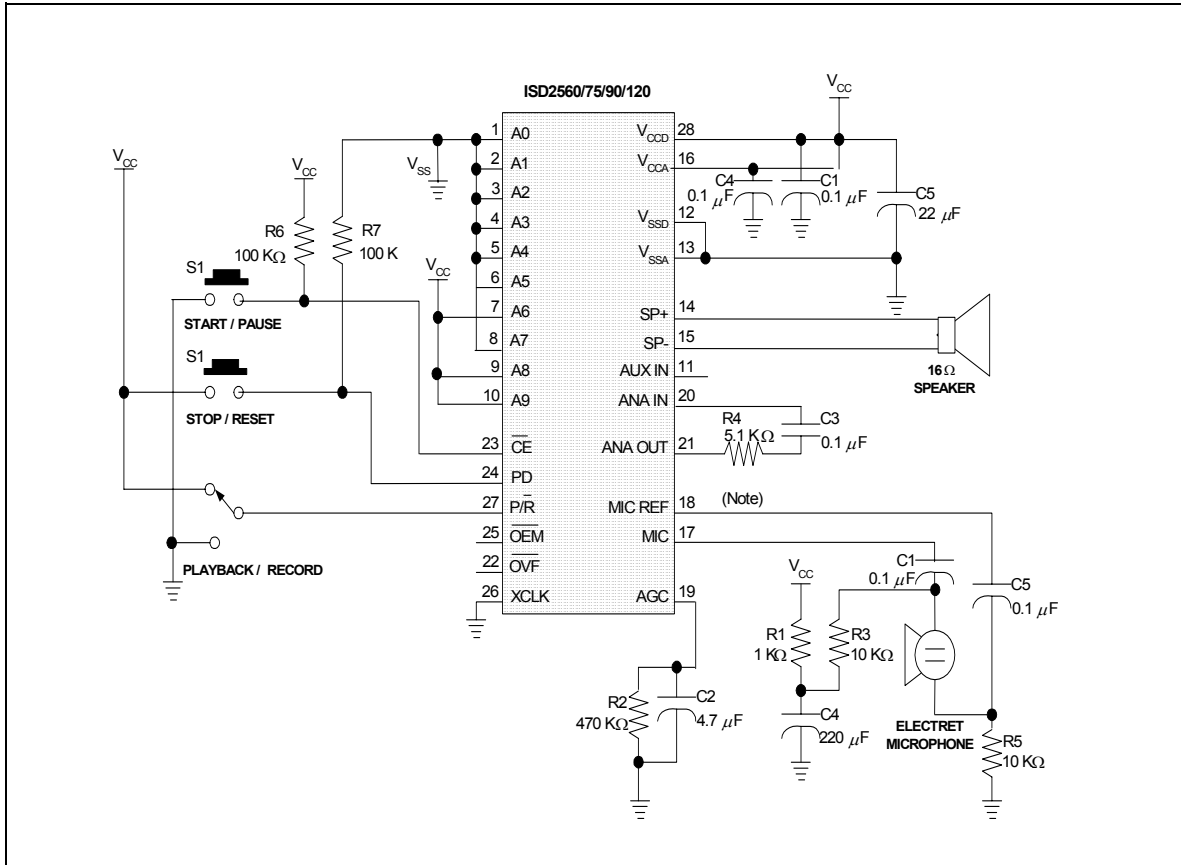 ISD2560/75/90/120
VCC
VCC
VCC
VSS
R6
100 KΩ
R7
100 K
S1
START / PAUSE
S1
STOP / RESET
PLAYBACK / RECORD
VCC
1 A0
2 A1
3 A2
4 A3
5 A4
6 A5
7 A6
8 A7
9 A8
10 A9
23 CE
24 PD
27 P/R
25 OEM
22 OVF
26 XCLK
VCCD 28
VCCA 16
VSSD 12
VSSA 13
SP+ 14
SP- 15
AUX IN 11
ANA IN 20
ANA OUT 21
MIC REF 18
MIC 17
AGC 19
C4
0.1 µF
C1
0.1 µF
C5
22 µF
16Ω
SPEAKER
R4
5.1 KΩ
C3
0.1 µF
(Note)
C1
0.1 µF
C5
0.1 µF
VCC
R1
1 KΩ
R3
10 KΩ
C4
220 µF
ELECTRET
MICROPHONE
R5
10 KΩ
R2
470 KΩ
C2
4.7 µF